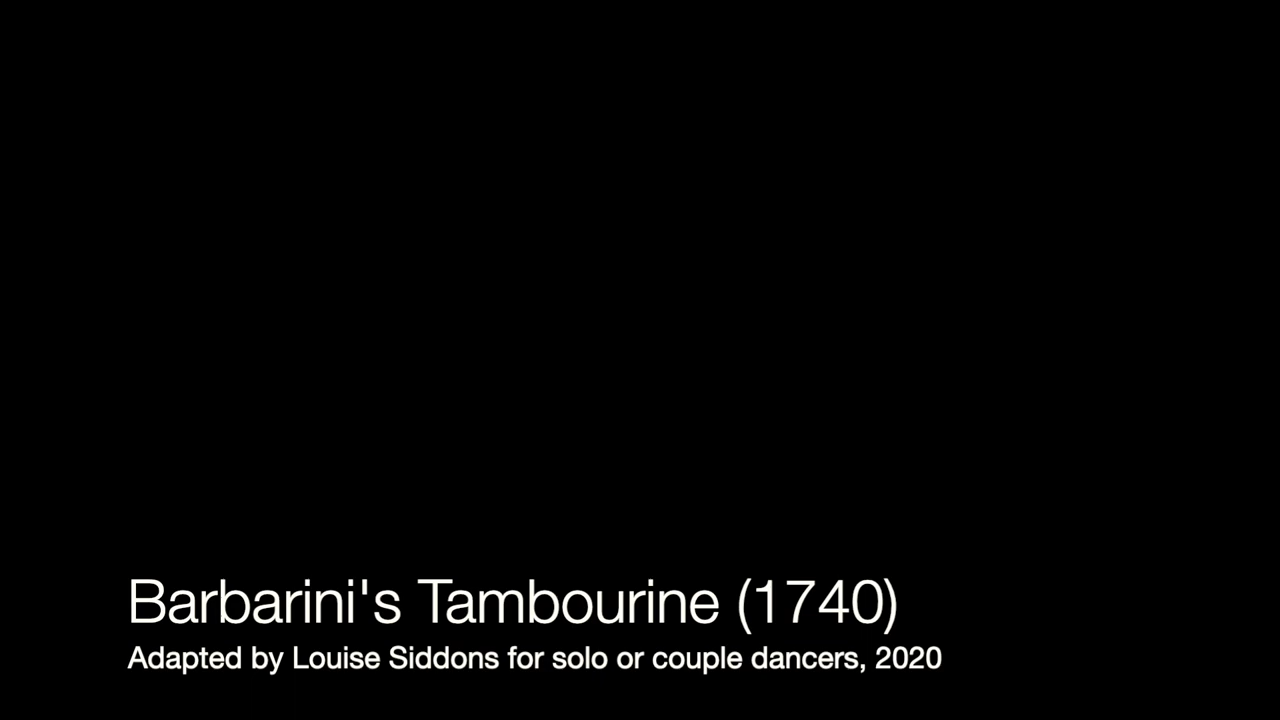 Barbarini's Tambourine (1740)
Adapted by Louise Siddons for solo or couple dancers, 2020